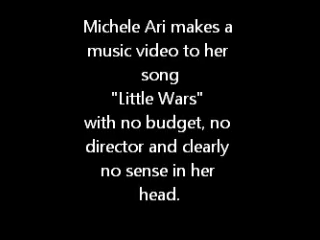 Michele Ari makes a
music video to her
song
"Little Wars"
with no budget, no
director and clearly
no sense in her
head.